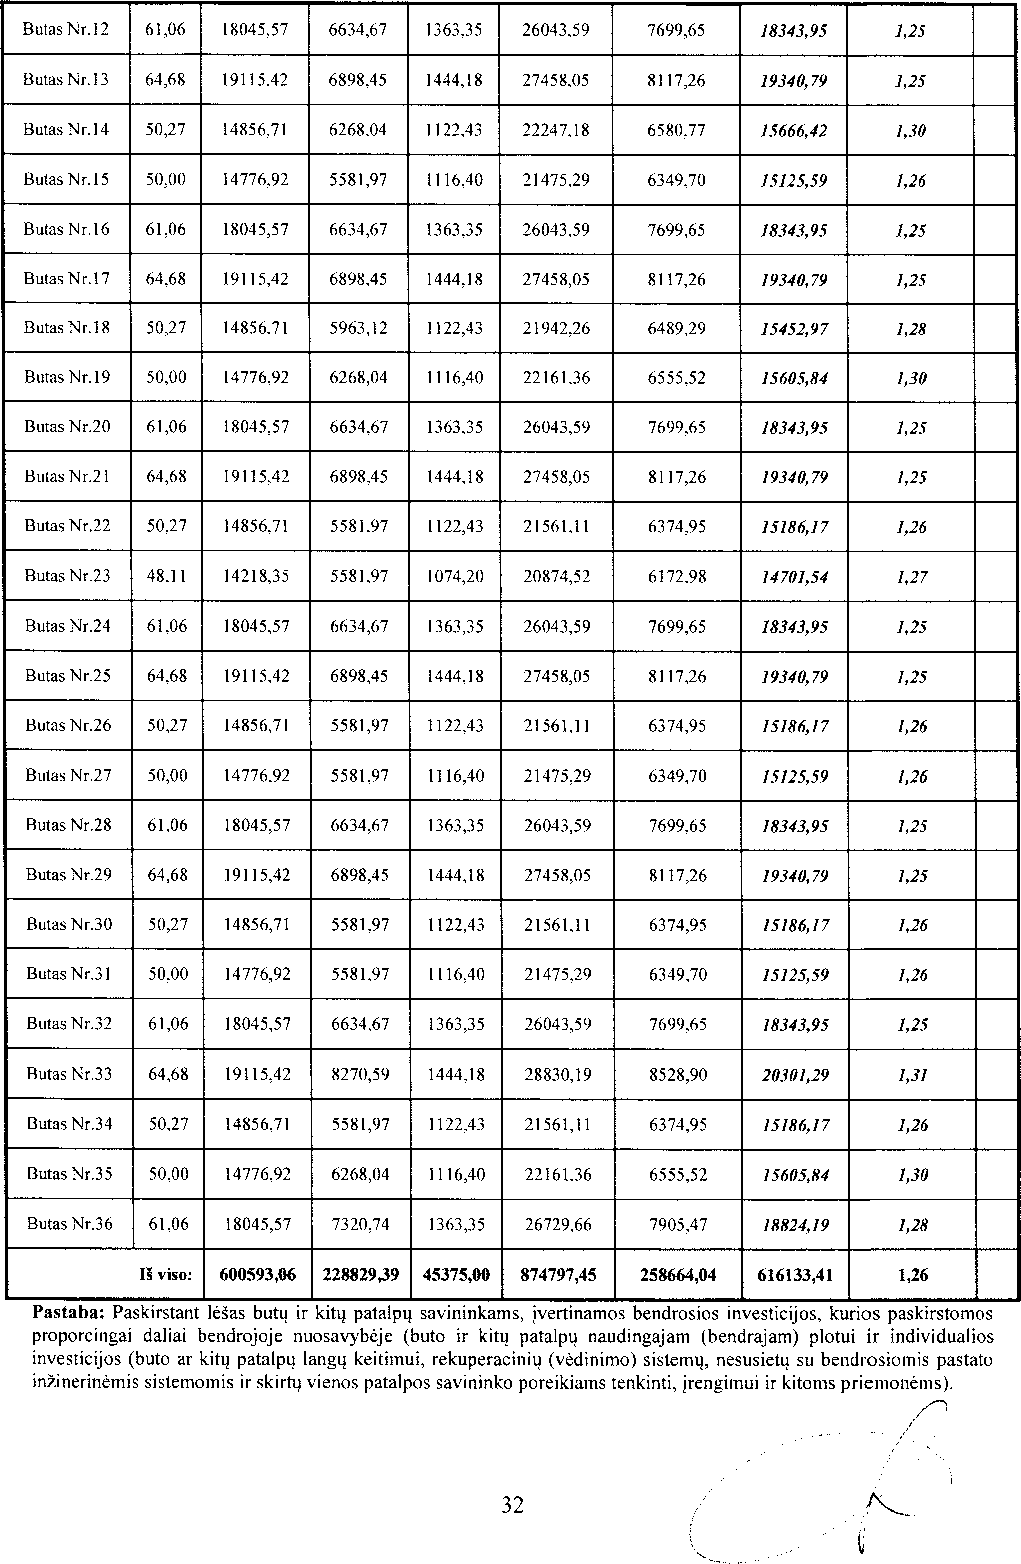 Butas Nr.12 61,06 18045,57 6634,67 1363,35 26043,59 7699,65 18343,95 1,25
Butas Nr.13 64,68 19115,42 6898,45 1444,18 27458,05 8117,26 19340,79 1,25
Butas Nr.14 50,27 14856,71 6268,04 1122,43 22247,18 6580,77 15666,42 1,30
Butas Nr.15 50,00 14776,92 5581,97 1116,40 21475,29 6349,70 15125,59 1,26
Butas Nr.16 61,06 18045,57 6634,67 1363,35 26043,59 7699,65 18343,95 1,25
Butas Nr.17 64,68 19115,42 6898,45 1444,18 27458,05 8117,26 19340,79 1,25
Butas Nr.18 50,27 14856,71 5963,12 1122,43 21942,26 6489,29 15452,97 1,28
Butas Nr.19 50,00 14776,92 6268,04 1116,40 22161,36 6555,52 15605,84 1,30
Butas Nr.20 61,06 18045,57 6634,67 1363,35 26043,59 7699,65 18343,95 1,25
Butas Nr.21 64,68 19115,42 6898,45 1444,18 27458,05 8117,26 19340,79 1,25
Butas Nr.22 50,27 14856,71 5581,97 1122,43 21561,11 6374,95 15186,17 1,26
Butas Nr.23 48,11 14218,35 5581,97 1074,20 20874,52 6172,98 14701,54 1,27
Butas Nr.24 61,06 18045,57 6634,67 1363,35 26043,59 7699,65 18343,95 1,25
Butas Nr.25 64,68 19115,42 6898,45 1444,18 27458,05 8117,26 19340,79 1,25
Butas Nr.26 50,27 14856,71 5581,97 1122,43 21561,11 6374,95 15186,17 1,26
Butas Nr.27 50,00 14776,92 5581,97 1116,40 21475,29 6349,70 15125,59 1,26
Butas Nr.28 61,06 18045,57 6634,67 1363,35 26043,59 7699,65 18343,95 1,25
Butas Nr.29 64,68 19115,42 6898,45 1444,18 27458,05 8117,26 19340,79 1,25
Butas Nr.30 50,27 14856,71 5581,97 1122,43 21561,11 6374,95 15186,17 1,26
Butas Nr.31 50,00 14776,92 5581,97 1116,40 21475,29 6349,70 15125,59 1,26
Butas Nr.32 61,06 18045,57 6634,67 1363,35 26043,59 7699,65 18343,95 1,25
Butas Nr.33 64,68 19115,42 8270,59 1444,18 28830,19 8528,90 20301,29 1,31
Butas Nr.34 50,27 14856,71 5581,97 1122,43 21561,11 6374,95 15186,17 1,26
Butas Nr.35 50,00 14776,92 6268,04 1116,40 22161,36 6555,52 15605,84 1,30
Butas Nr.36 61,06 18045,57 7320,74 1363,35 26729,66 7905,47 18824,19 1,28
Iš viso: 600593,06 228829,39 45375,00 874797,45 258664,04 616133,41 1,26
Pastaba: Paskirstant lėšas butų ir kitų patalpų savininkams, įvertinamos bendrosios investicijos, kurios paskirstomos
proporcingai daliai bendrojoje nuosavybėje (buto ir kitų patalpų naudingajam (bendrajam) plotui ir individualios
investicijos (buto ar kitų patalpų langų keitimui, rekuperacinių (vėdinimo) sistemų, nesusietų su bendrosiomis pastato
inžinerinėmis sistemomis ir skirtų vienos patalpos savininko poreikiams tenkinti, įrengimui ir kitoms priemonėms).
32